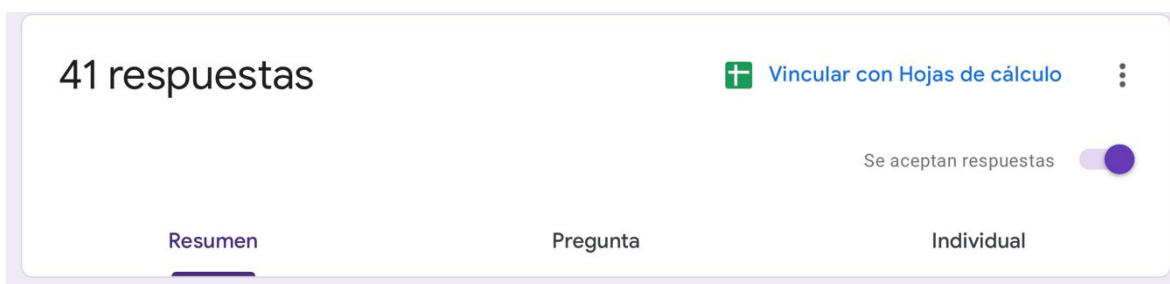 41 respuestas
Vincular con Hojas de cálculo
Se aceptan respuestas
Resumen
Pregunta
Individual